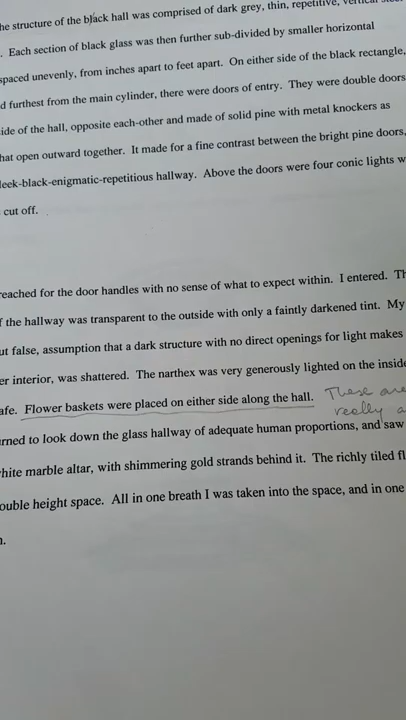 he structure of the black hall was comprised of dark grey, thin, repetitive, vertical steel
. Each section of black glass was then further sub-divided by smaller horizontal
spaced unevenly, from inches apart to feet apart. On either side of the black rectangle,
d furthest from the main cylinder, there were doors of entry. They were double doors
ide of the hall, opposite each-other and made of solid pine with metal knockers as
hat open outward together. It made for a fine contrast between the bright pine doors,
leek-black-enigmatic-repetitious hallway. Above the doors were four conic lights w
cut off.
reached for the door handles with no sense of what to expect within. I entered. Th
f the hallway was transparent to the outside with only a faintly darkened tint. My
ut false, assumption that a dark structure with no direct openings for light makes
er interior, was shattered. The narthex was very generously lighted on the inside
afe. Flower baskets were placed on either side along the hall. These are
really a
urned to look down the glass hallway of adequate human proportions, and saw
white marble altar, with shimmering gold strands behind it. The richly tiled fl
ouble height space. All in one breath I was taken into the space, and in one